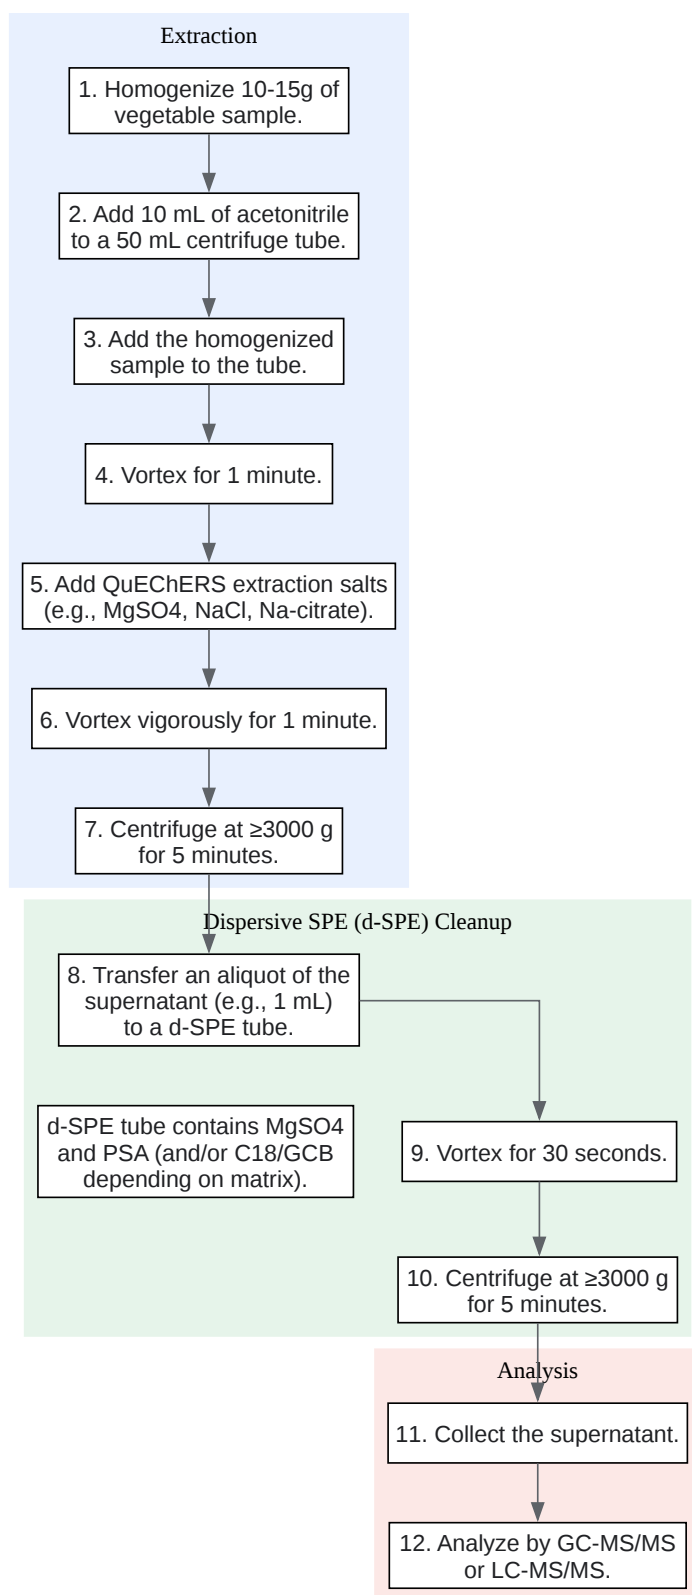 Extraction
1. Homogenize 10-15g of
vegetable sample.
2. Add 10 mL of acetonitrile
to a 50 mL centrifuge tube.
3. Add the homogenized
sample to the tube.
4. Vortex for 1 minute.
5. Add QuEChERS extraction salts
(e.g., MgSO4, NaCl, Na-citrate).
6. Vortex vigorously for 1 minute.
7. Centrifuge at ≥3000 g
for 5 minutes.
Dispersive SPE (d-SPE) Cleanup
8. Transfer an aliquot of the
supernatant (e.g., 1 mL)
to a d-SPE tube.
d-SPE tube contains MgSO4
and PSA (and/or C18/GCB
depending on matrix).
9. Vortex for 30 seconds.
10. Centrifuge at ≥3000 g
for 5 minutes.
Analysis
11. Collect the supernatant.
12. Analyze by GC-MS/MS
or LC-MS/MS.